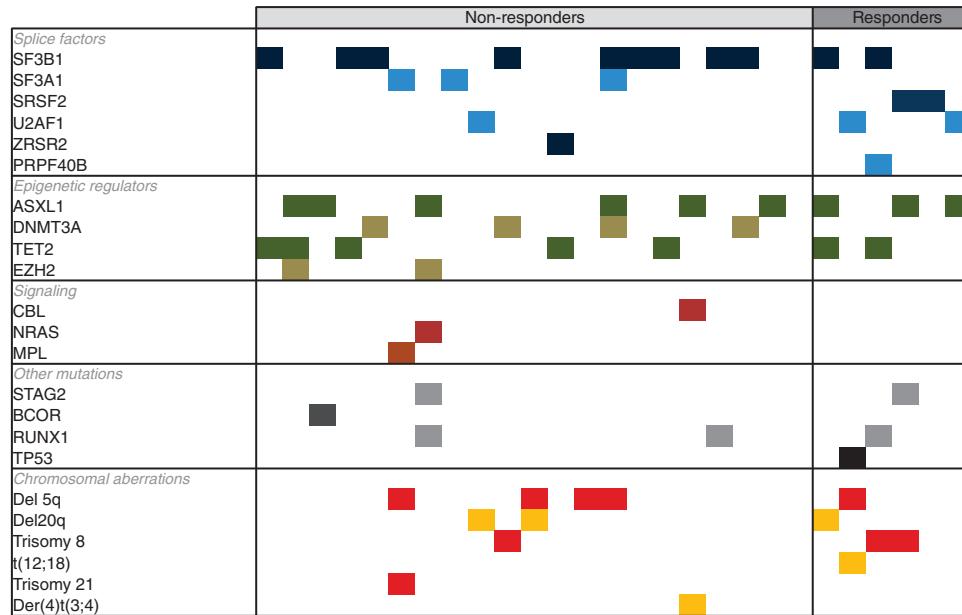 Non-responders Responders
Splice factors
SF3B1
SF3A1
SRSF2
U2AF1
ZRSR2
PRPF40B
Epigenetic regulators
ASXL1
DNMT3A
TET2
EZH2
Signaling
CBL
NRAS
MPL
Other mutations
STAG2
BCOR
RUNX1
TP53
Chromosomal aberrations
Del 5q
Del20q
Trisomy 8
t(12;18)
Trisomy 21
Der(4)t(3;4)